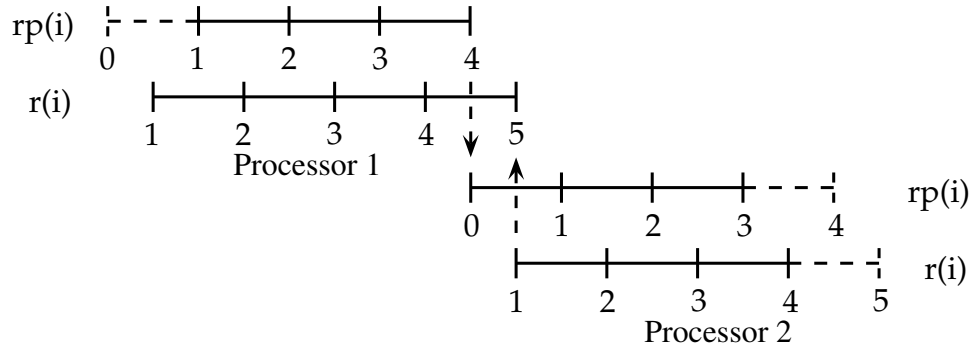 rp(i)
0 1 2 3 4
r(i)
1 2 3 4 5
Processor 1
rp(i)
0 1 2 3 4
r(i)
1 2 3 4 5
Processor 2